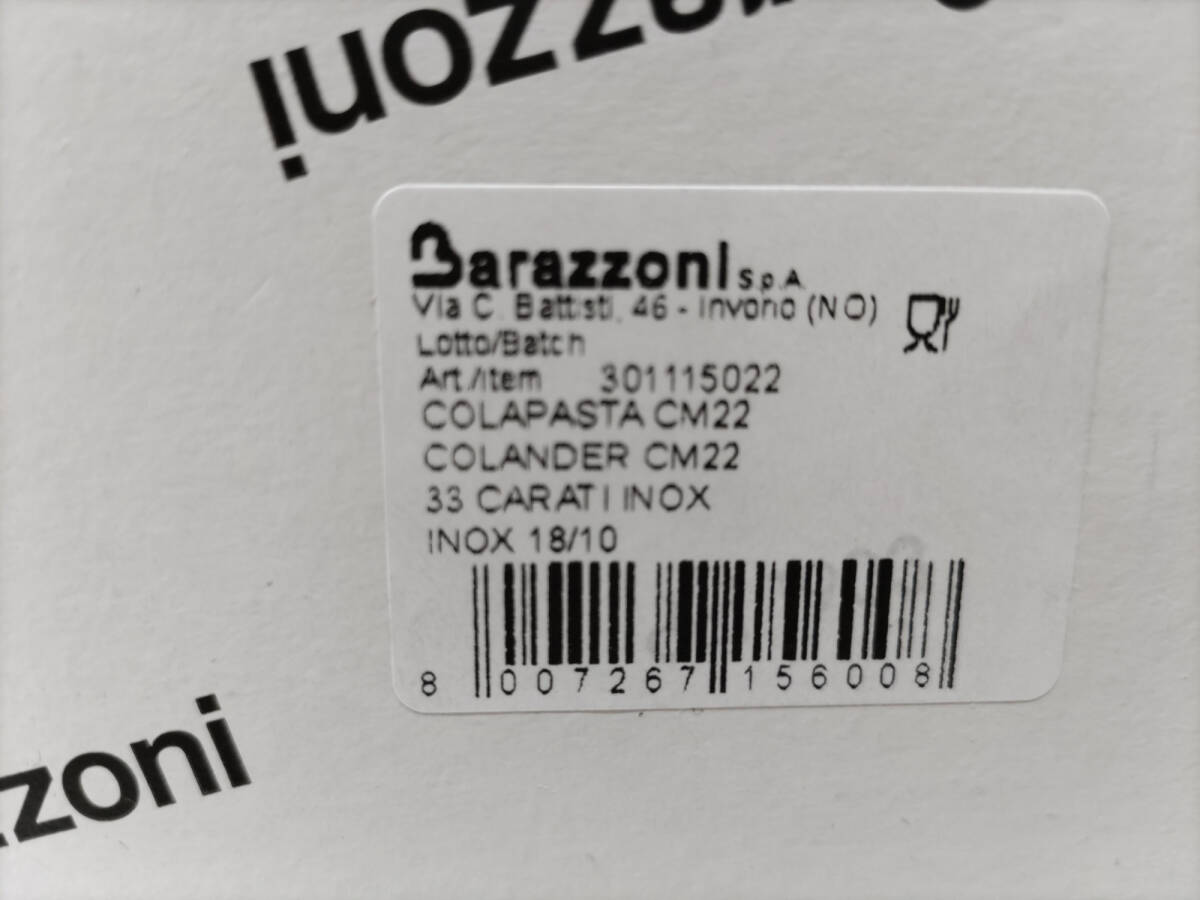 razzoni
Barazzoni S.p.A.
Via C. Battisti, 46 - Invorio (NO)
Lotto/Batch
Art./Item 301115022
COLAPASTA CM22
COLANDER CM22
33 CARATI INOX
INOX 18/10
8 007267 156008
zzoni